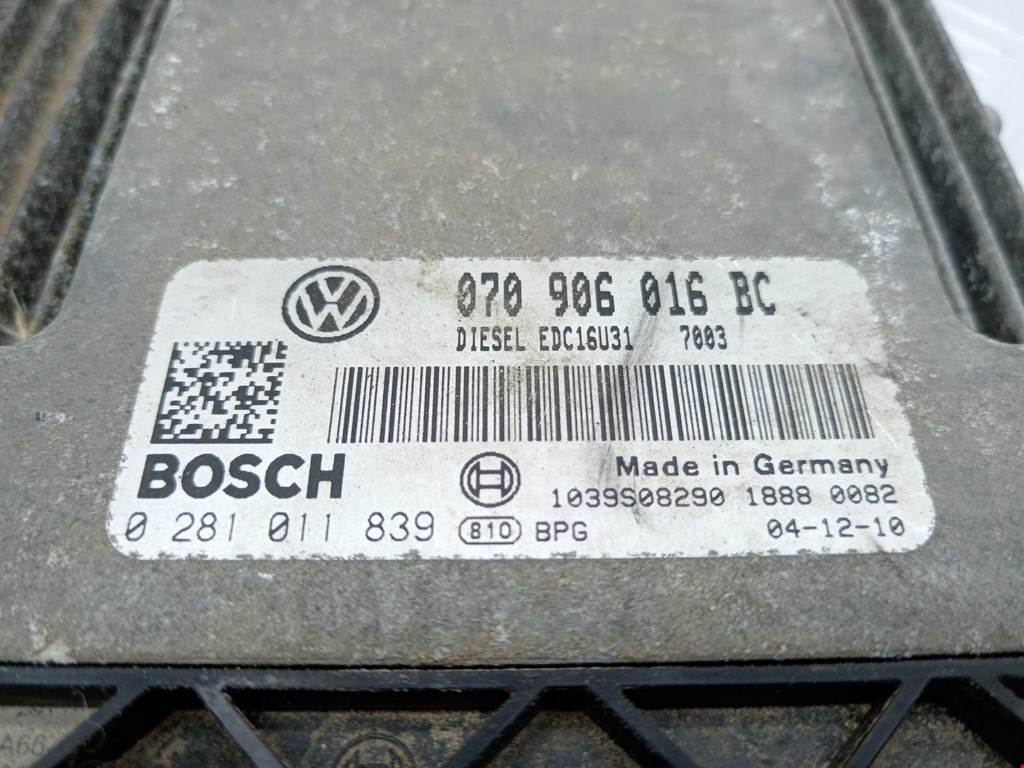 070 906 016 BC
DIESEL EDC16U31 7003
BOSCH
Made in Germany
1039S08290 1888 0082
0 281 011 839 810 BPG 04-12-10
A66